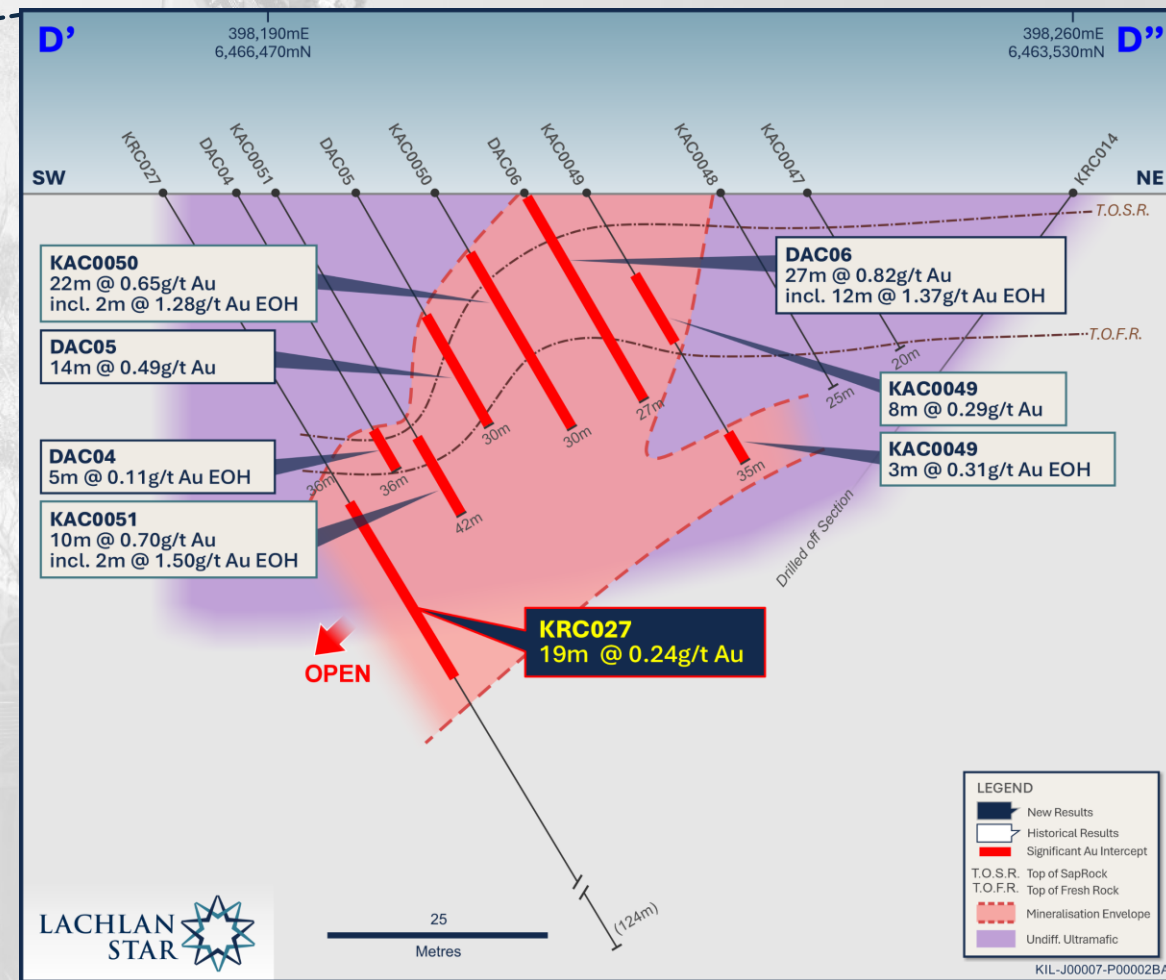 D'
398,190mE
6,466,470mN
398,260mE
6,463,530mN
D”
KRC027
DAC04
KAC0051
DAC05
KAC0050
DAC06
KAC0049
KAC0048
KAC0047
KRC014
SW
NE
T.O.S.R.
T.O.F.R.
KAC0050
22m @ 0.65g/t Au
incl. 2m @ 1.28g/t Au EOH
DAC05
14m @ 0.49g/t Au
DAC04
5m @ 0.11g/t Au EOH
KAC0051
10m @ 0.70g/t Au
incl. 2m @ 1.50g/t Au EOH
DAC06
27m @ 0.82g/t Au
incl. 12m @ 1.37g/t Au EOH
KAC0049
8m @ 0.29g/t Au
KAC0049
3m @ 0.31g/t Au EOH
36m
36m
42m
30m
30m
27m
35m
25m
20m
Drilled off Section
KRC027
19m @ 0.24g/t Au
OPEN
(124m)
LACHLAN
STAR
25
Metres
LEGEND
New Results
Historical Results
Significant Au Intercept
T.O.S.R. Top of SapRock
T.O.F.R. Top of Fresh Rock
Mineralisation Envelope
Undiff. Ultramafic
KIL-J00007-P00002BA